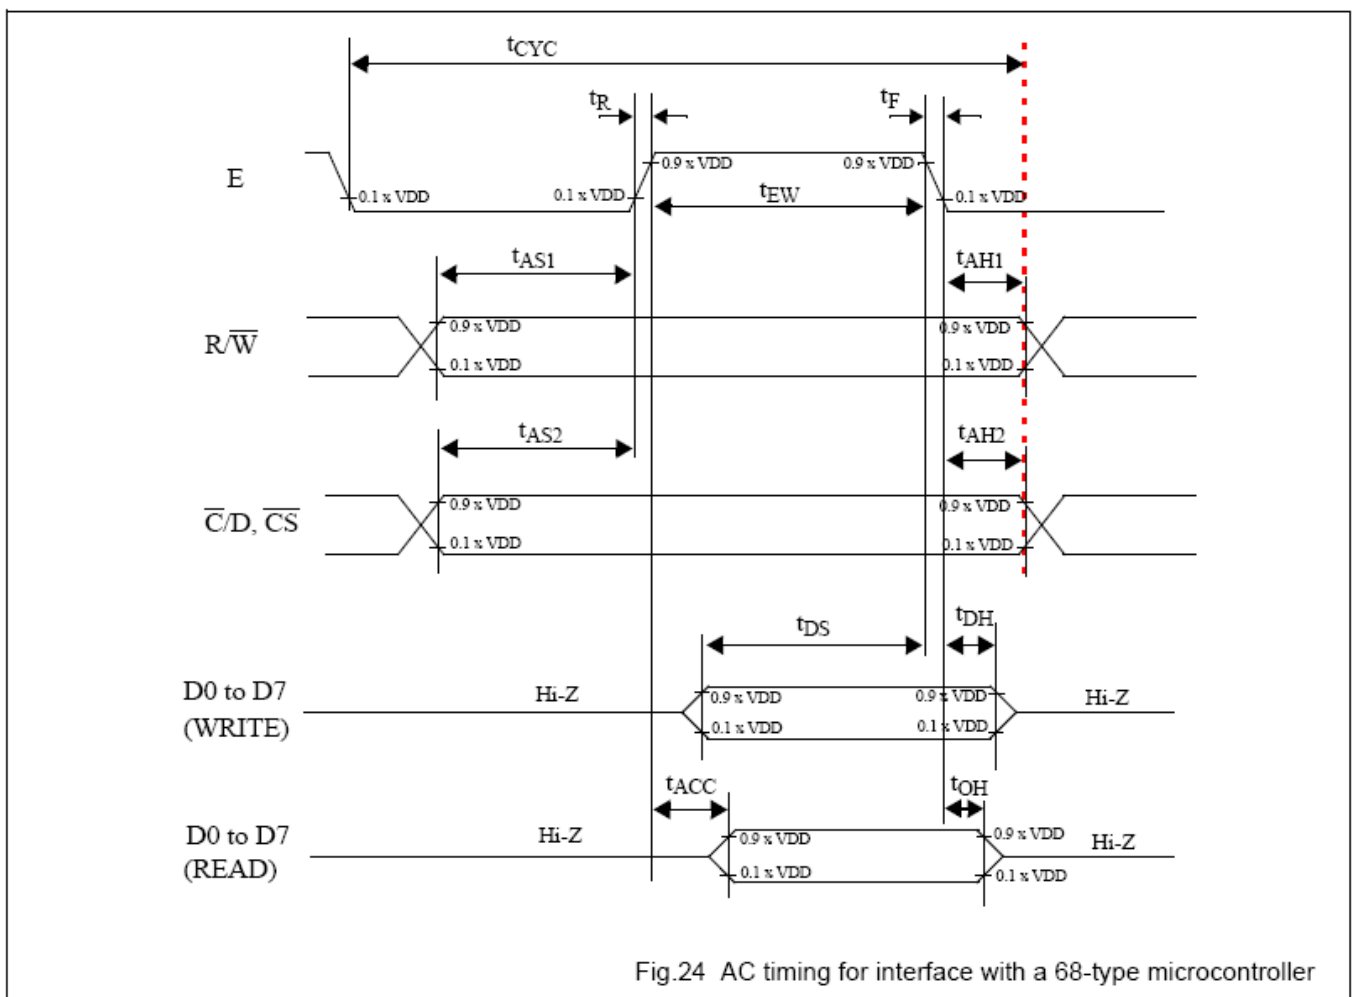 tCYC
tR
tF
E
0.9 x VDD
0.9 x VDD
0.1 x VDD
0.1 x VDD
0.1 x VDD
tEW
tAS1
tAH1
R/W̅
0.9 x VDD
0.9 x VDD
0.1 x VDD
0.1 x VDD
tAS2
tAH2
C̅/D, C̅S̅
0.9 x VDD
0.9 x VDD
0.1 x VDD
0.1 x VDD
tDS
tDH
D0 to D7
(WRITE)
Hi-Z
0.9 x VDD
0.9 x VDD
Hi-Z
0.1 x VDD
0.1 x VDD
tACC
tOH
D0 to D7
(READ)
Hi-Z
0.9 x VDD
0.9 x VDD
Hi-Z
0.1 x VDD
0.1 x VDD
Fig.24 AC timing for interface with a 68-type microcontroller